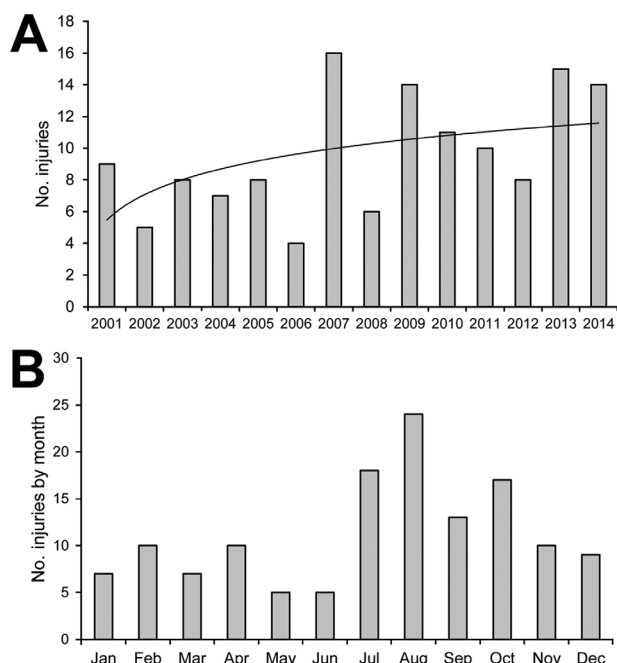 A
No. injuries
18
16
14
12
10
8
6
4
2
0
2001 2002 2003 2004 2005 2006 2007 2008 2009 2010 2011 2012 2013 2014
B
No. injuries by month
30
25
20
15
10
5
0
Jan Feb Mar Apr May Jun Jul Aug Sep Oct Nov Dec